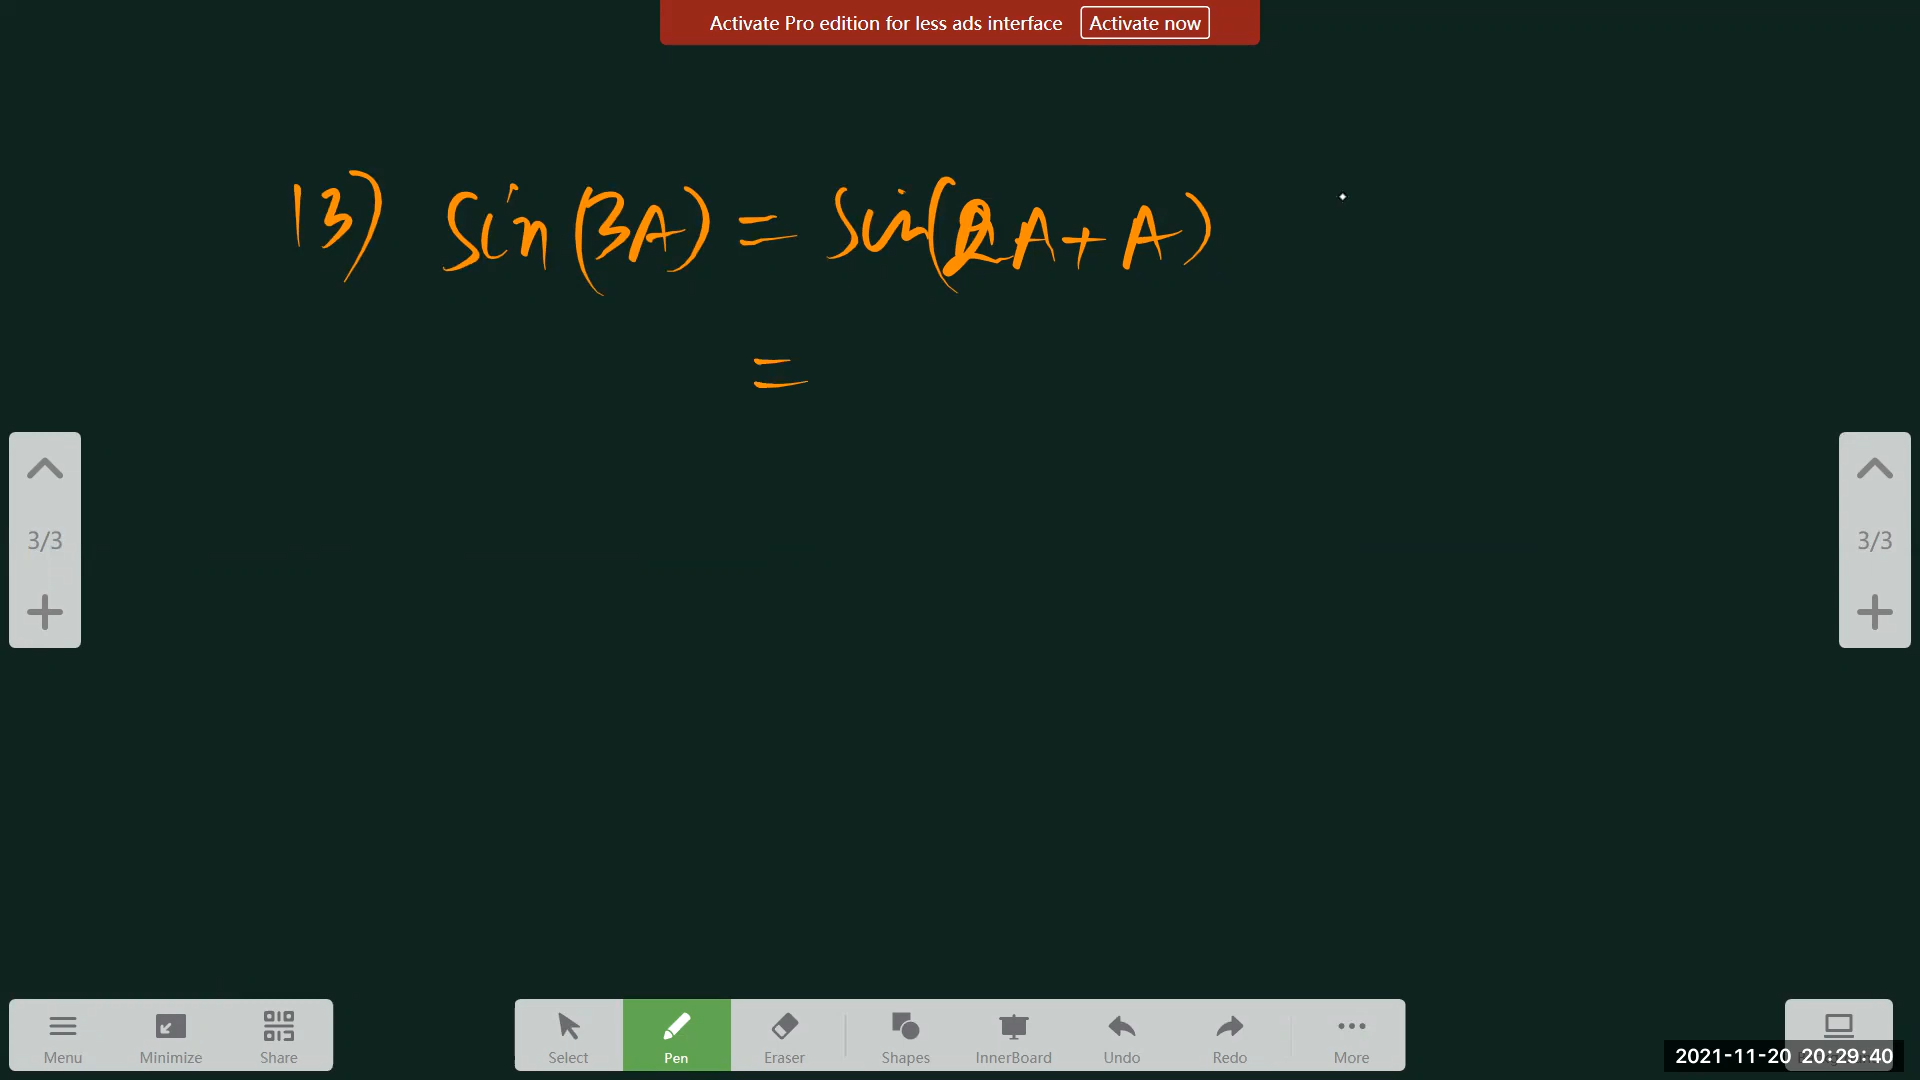 Activate Pro edition for less ads interface Activate now
13) Sin(3A) = Sin(2A+A)
=
3/3
3/3
Menu Minimize Share Select Pen Eraser Shapes InnerBoard Undo Redo More
2021-11-20 20:29:40